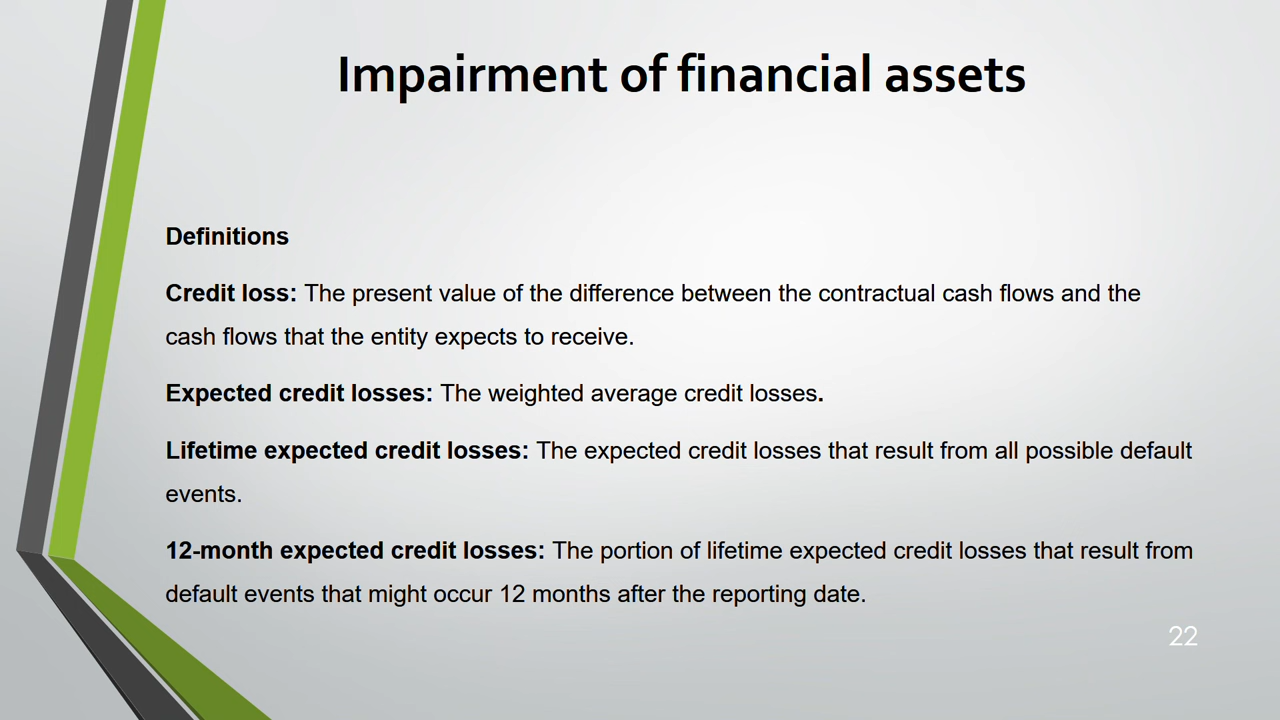 Impairment of financial assets
Definitions
Credit loss: The present value of the difference between the contractual cash flows and the
cash flows that the entity expects to receive.
Expected credit losses: The weighted average credit losses.
Lifetime expected credit losses: The expected credit losses that result from all possible default
events.
12-month expected credit losses: The portion of lifetime expected credit losses that result from
default events that might occur 12 months after the reporting date.
22